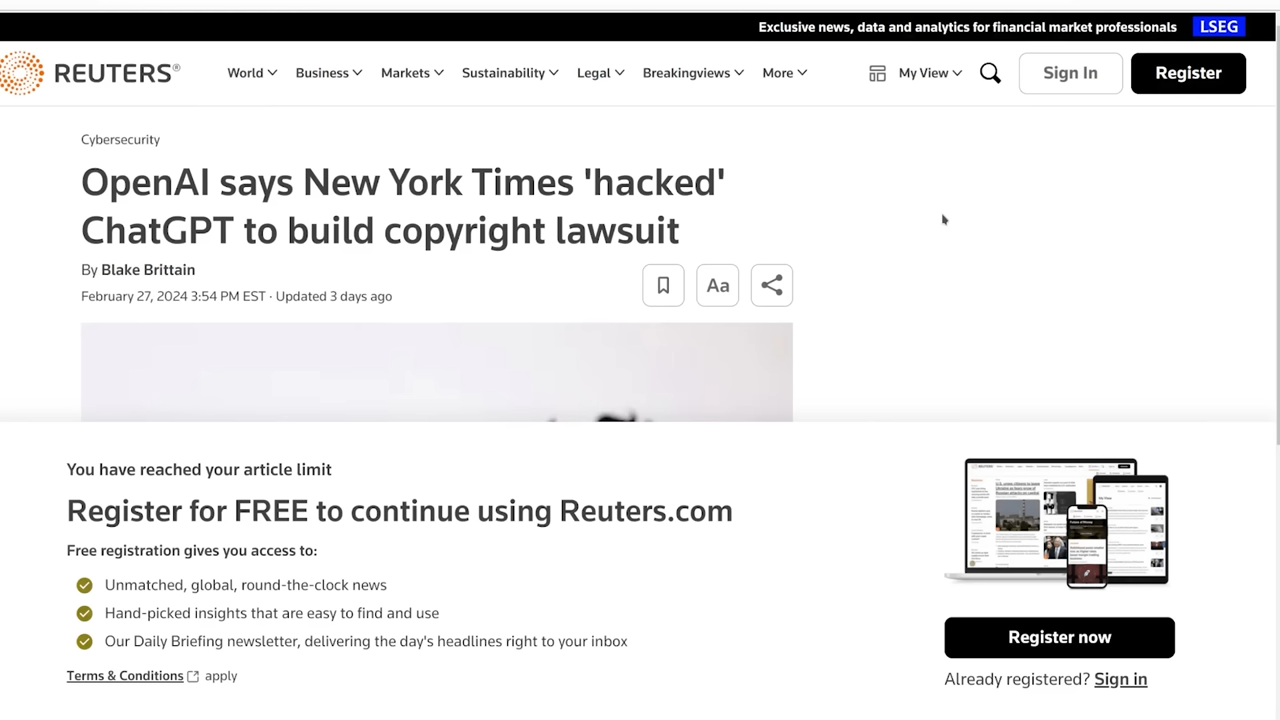 Exclusive news, data and analytics for financial market professionals LSEG
REUTERS®
World Business Markets Sustainability Legal Breakingviews More My View Sign In Register
Cybersecurity
OpenAI says New York Times 'hacked'
ChatGPT to build copyright lawsuit
By Blake Brittain
February 27, 2024 3:54 PM EST · Updated 3 days ago
Aa
You have reached your article limit
Register for FREE to continue using Reuters.com
Free registration gives you access to:
Unmatched, global, round-the-clock news
Hand-picked insights that are easy to find and use
Our Daily Briefing newsletter, delivering the day's headlines right to your inbox
Terms & Conditions apply
Register now
Already registered? Sign in